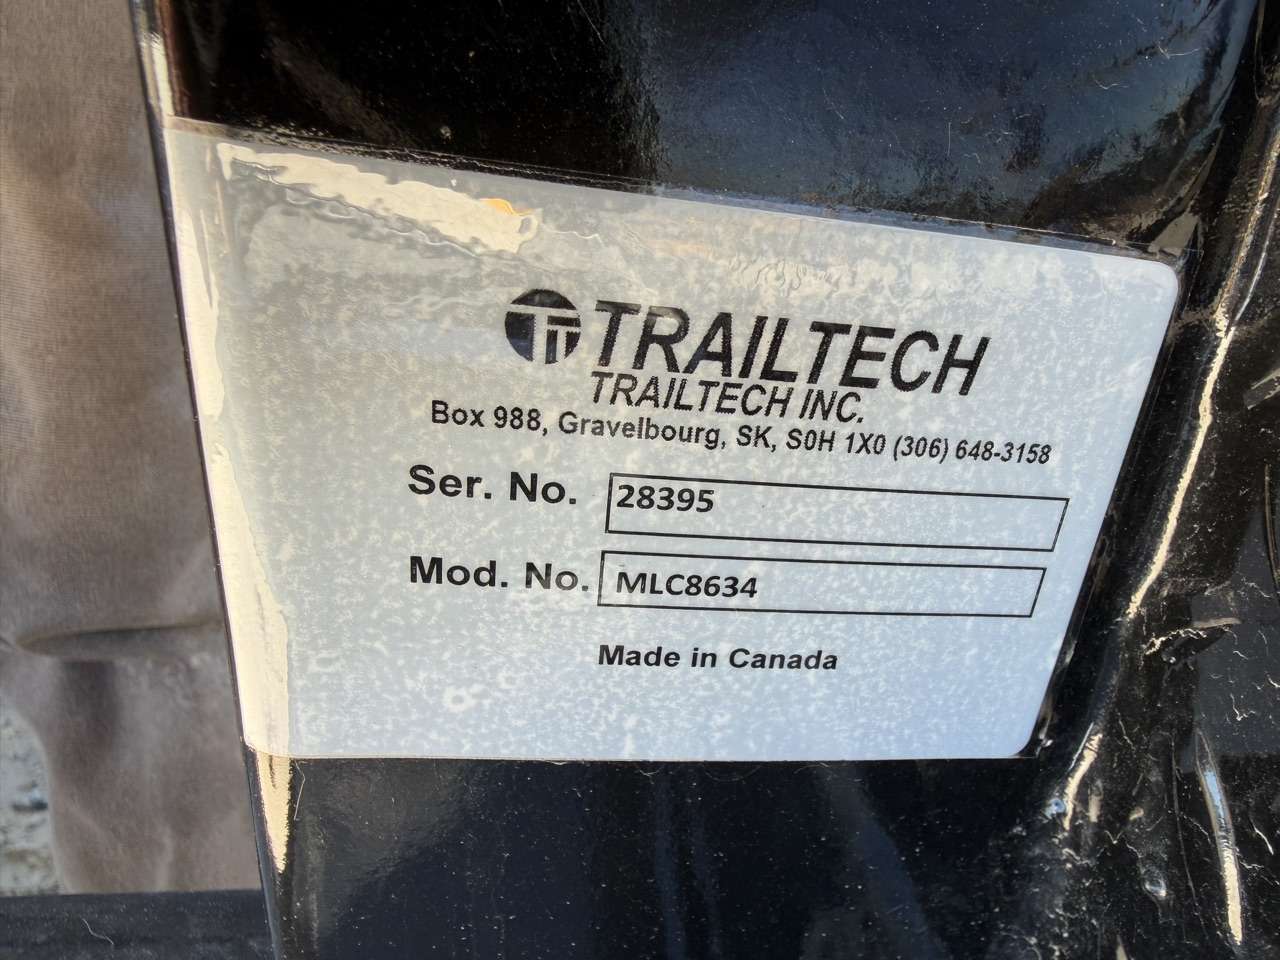 TT TRAILTECH
TRAILTECH INC.
Box 988, Gravelbourg, SK, S0H 1X0 (306) 648-3158
Ser. No. 28395
Mod. No. MLC8634
Made in Canada